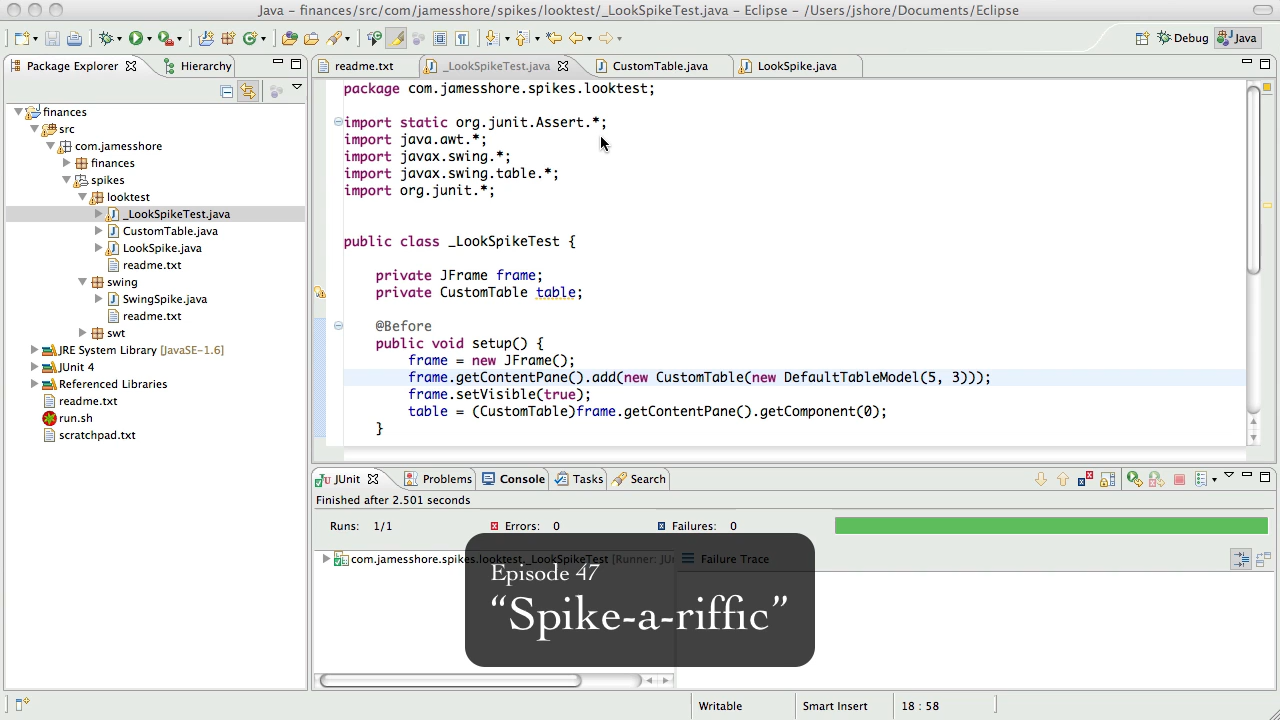 Java - finances/src/com/jamesshore/spikes/looktest/_LookSpikeTest.java - Eclipse - /Users/jshore/Documents/Eclipse
Debug
Java
Package Explorer
Hierarchy
readme.txt
_LookSpikeTest.java
CustomTable.java
LookSpike.java
finances
src
com.jamesshore
finances
spikes
looktest
_LookSpikeTest.java
CustomTable.java
LookSpike.java
readme.txt
swing
SwingSpike.java
readme.txt
swt
JRE System Library [JavaSE-1.6]
JUnit 4
Referenced Libraries
readme.txt
run.sh
scratchpad.txt
package com.jamesshore.spikes.looktest;
import static org.junit.Assert.*;
import java.awt.*;
import javax.swing.*;
import javax.swing.table.*;
import org.junit.*;
public class _LookSpikeTest {
private JFrame frame;
private CustomTable table;
@Before
public void setup() {
frame = new JFrame();
frame.getContentPane().add(new CustomTable(new DefaultTableModel(5, 3)));
frame.setVisible(true);
table = (CustomTable)frame.getContentPane().getComponent(0);
}
JUnit
Problems
Console
Tasks
Search
Finished after 2.501 seconds
Runs: 1/1
Errors: 0
Failures: 0
com.jamesshore.spikes.looktest._LookSpikeTest [Runner: JU
Failure Trace
Episode 47
“Spike-a-riffic”
Writable
Smart Insert
18 : 58